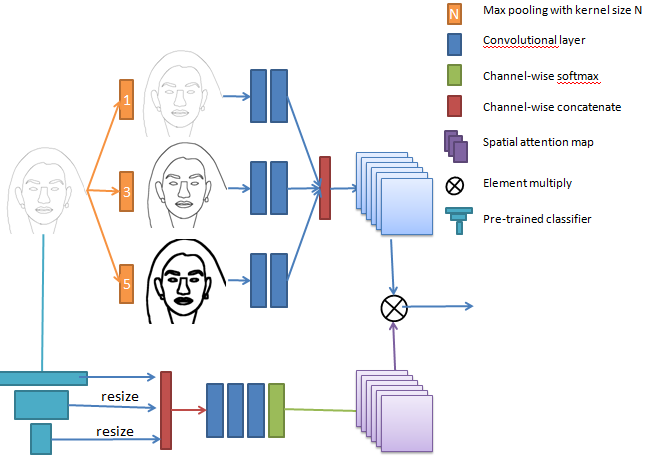 N Max pooling with kernel size N
Convolutional layer
Channel-wise softmax
Channel-wise concatenate
Spatial attention map
Element multiply
Pre-trained classifier
1
3
5
resize
resize